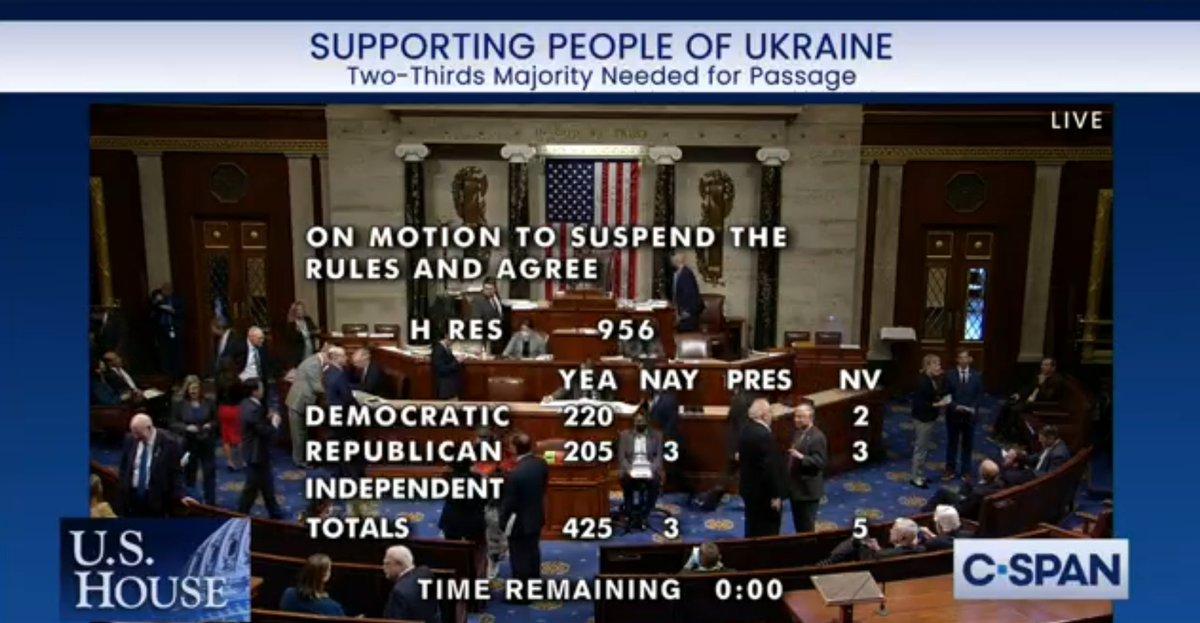 SUPPORTING PEOPLE OF UKRAINE
Two-Thirds Majority Needed for Passage
LIVE
ON MOTION TO SUSPEND THE
RULES AND AGREE
H RES 956
YEA NAY PRES NV
DEMOCRATIC 220 2
REPUBLICAN 205 3 3
INDEPENDENT
TOTALS 425 3 5
TIME REMAINING 0:00
U.S.
HOUSE
C-SPAN